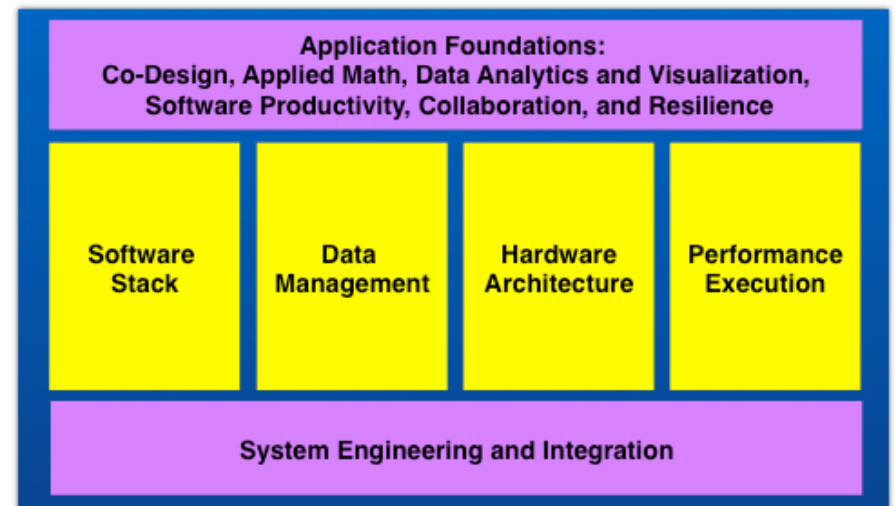 Application Foundations:
Co-Design, Applied Math, Data Analytics and Visualization,
Software Productivity, Collaboration, and Resilience
Software
Stack
Data
Management
Hardware
Architecture
Performance
Execution
System Engineering and Integration